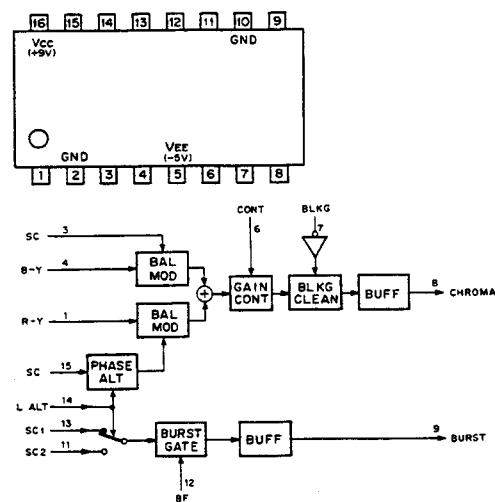 16 15 14 13 12 11 10 9
VCC GND
(+9V)
GND VEE
(-5V)
1 2 3 4 5 6 7 8
CONT BLKG
SC 3 6 7
B-Y 4 BAL MOD
+ GAIN CONT BLKG CLEAN BUFF 8 CHROMA
R-Y 1 BAL MOD
SC 15 PHASE ALT
L ALT 14
SC1 13 BURST GATE BUFF 9 BURST
SC2 11
12
BF